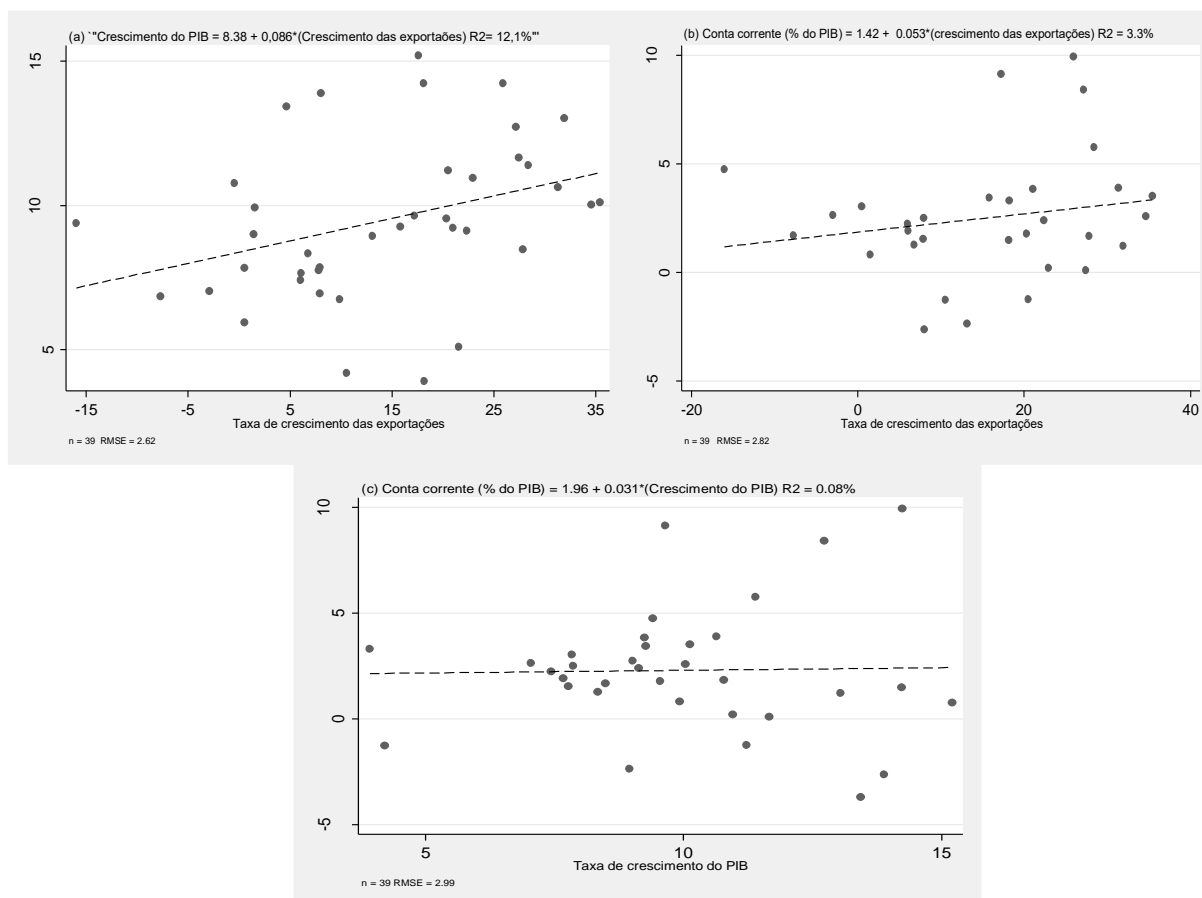 (a) `"Crescimento do PIB = 8.38 + 0,086*(Crescimento das exportaões) R2= 12,1%"'
15
10
5
-15 -5 5 15 25 35
Taxa de crescimento das exportações
n = 39 RMSE = 2.62
(b) Conta corrente (% do PIB) = 1.42 + 0.053*(crescimento das exportações) R2 = 3.3%
10
5
0
-5
-20 0 20 40
Taxa de crescimento das exportações
n = 39 RMSE = 2.82
(c) Conta corrente (% do PIB) = 1.96 + 0.031*(Crescimento do PIB) R2 = 0.08%
10
5
0
-5
5 10 15
Taxa de crescimento do PIB
n = 39 RMSE = 2.99